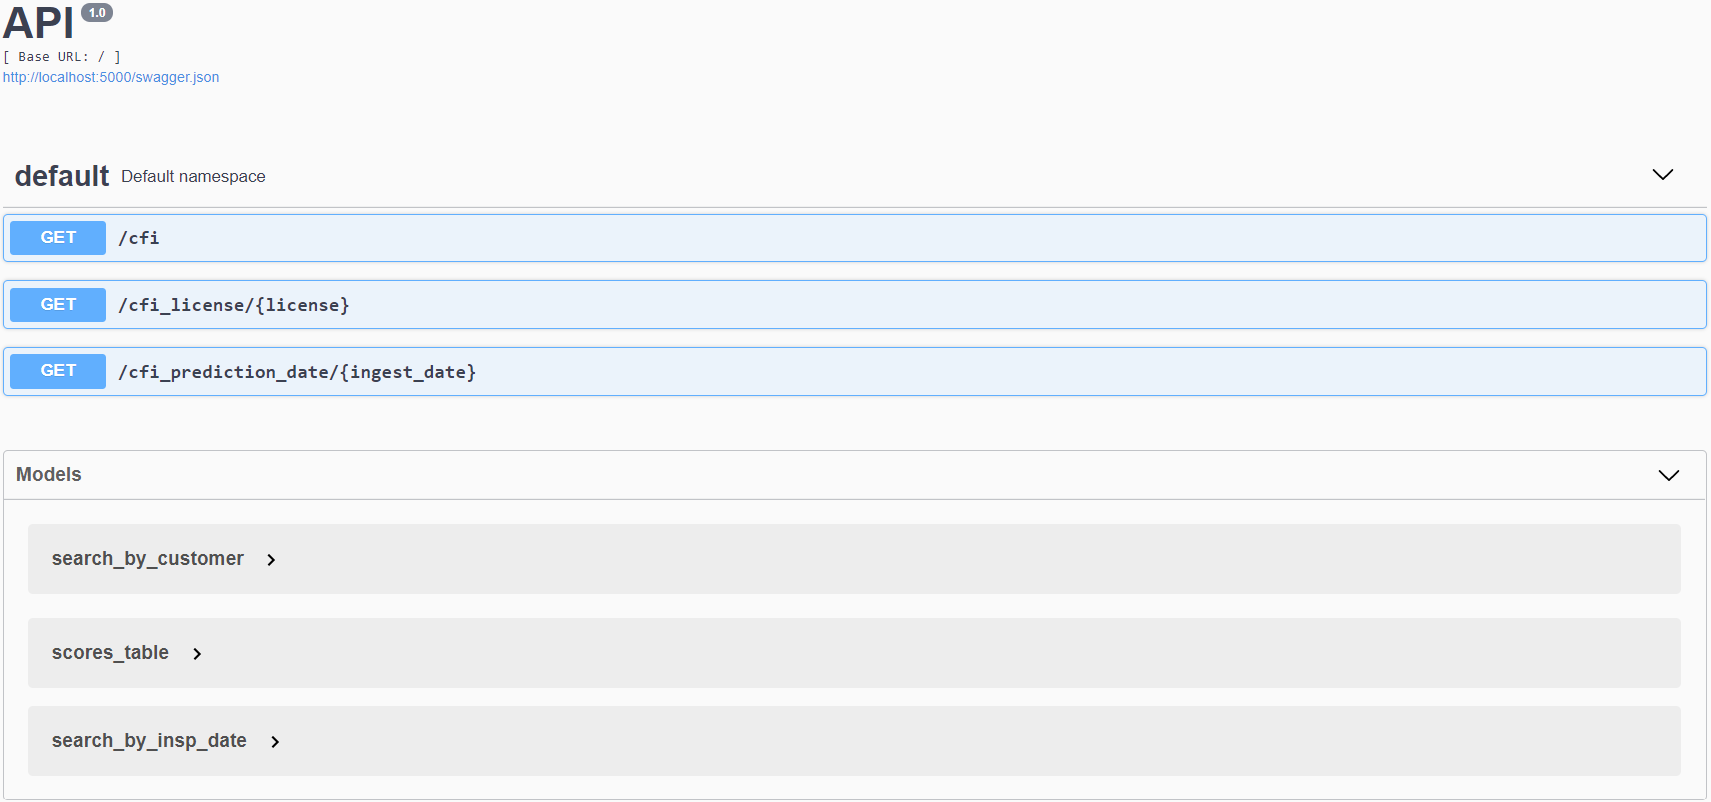 API 1.0
[ Base URL: / ]
http://localhost:5000/swagger.json
default Default namespace
GET /cfi
GET /cfi_license/{license}
GET /cfi_prediction_date/{ingest_date}
Models
search_by_customer
scores_table
search_by_insp_date